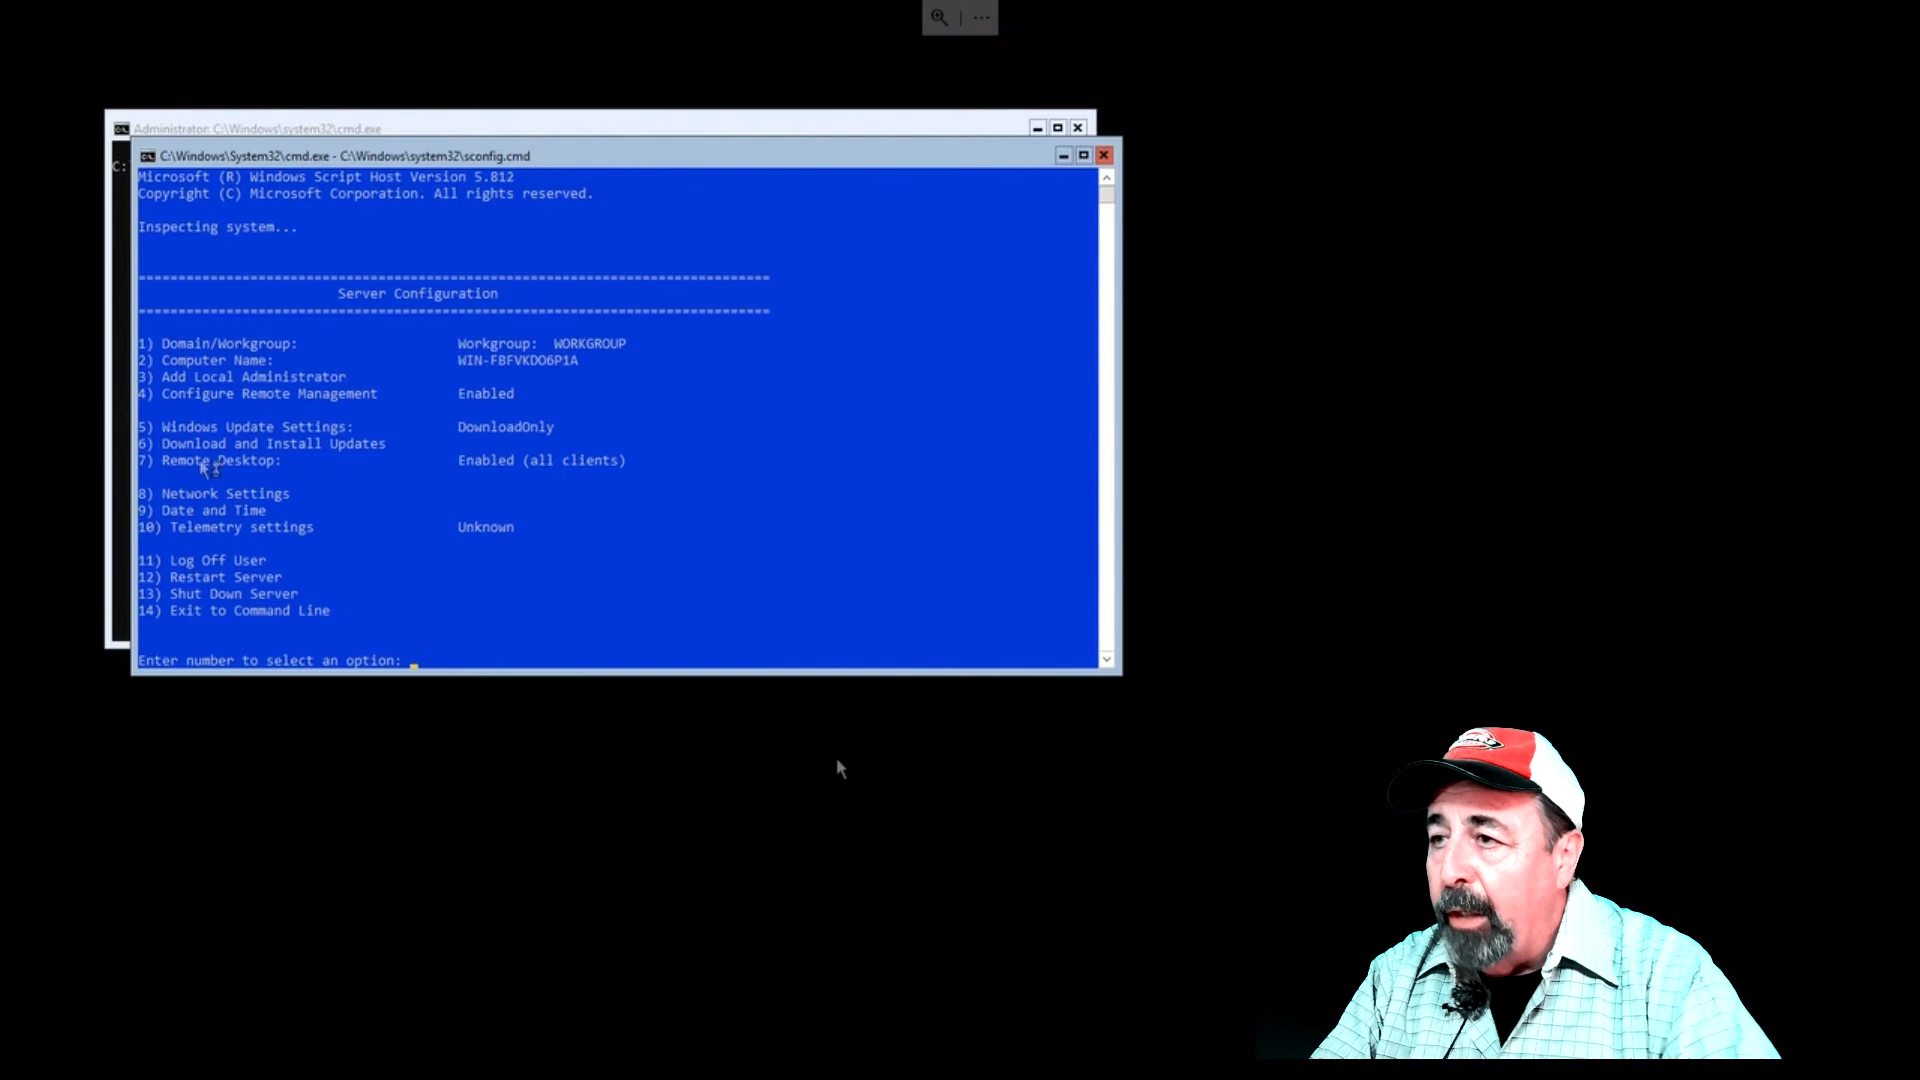 Administrator: C:\Windows\system32\cmd.exe
C:\Windows\System32\cmd.exe - C:\Windows\system32\sconfig.cmd
C:
Microsoft (R) Windows Script Host Version 5.812
Copyright (C) Microsoft Corporation. All rights reserved.
Inspecting system...
===============================================================================
Server Configuration
===============================================================================
1) Domain/Workgroup: Workgroup: WORKGROUP
2) Computer Name: WIN-FBFVKDO6P1A
3) Add Local Administrator
4) Configure Remote Management Enabled
5) Windows Update Settings: DownloadOnly
6) Download and Install Updates
7) Remote Desktop: Enabled (all clients)
8) Network Settings
9) Date and Time
10) Telemetry settings Unknown
11) Log Off User
12) Restart Server
13) Shut Down Server
14) Exit to Command Line
Enter number to select an option: